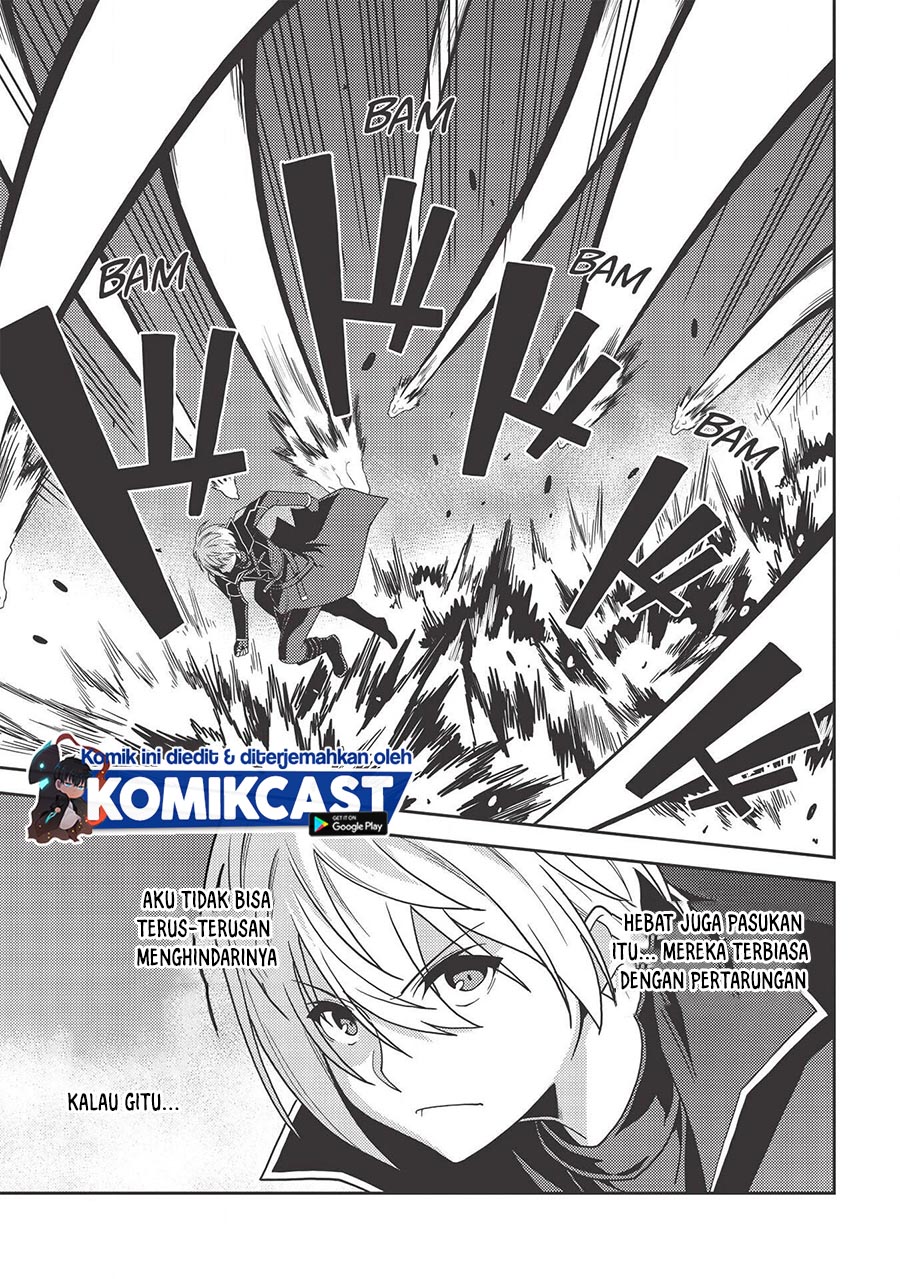 BAM
BAM
BAM
BAM
ドドドドド
Komik ini diedit & diterjemahkan oleh
KOMIKCAST
GET IT ON
Google Play
HEBAT JUGA PASUKAN
ITU... MEREKA TERBIASA
DENGAN PERTARUNGAN
AKU TIDAK BISA
TERUS-TERUSAN
MENGHINDARINYA
KALAU GITU...